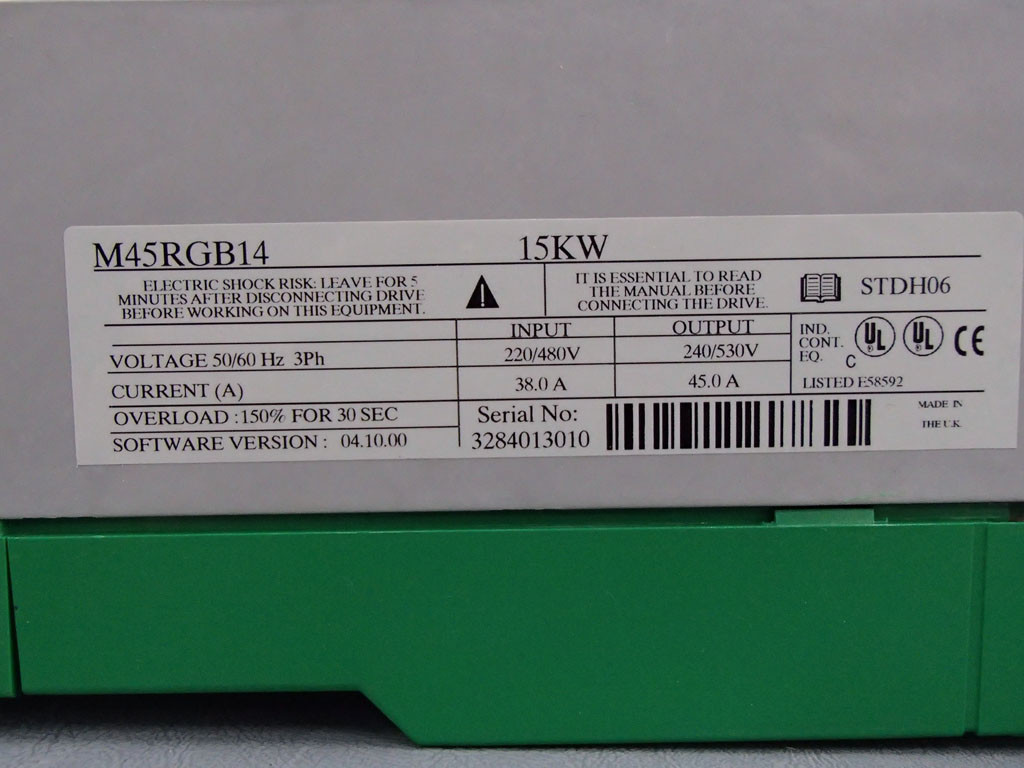 M45RGB14 15KW
ELECTRIC SHOCK RISK: LEAVE FOR 5
MINUTES AFTER DISCONNECTING DRIVE
BEFORE WORKING ON THIS EQUIPMENT.
IT IS ESSENTIAL TO READ
THE MANUAL BEFORE
CONNECTING THE DRIVE.
STDH06
INPUT OUTPUT
VOLTAGE 50/60 Hz 3Ph 220/480V 240/530V
CURRENT (A) 38.0 A 45.0 A
IND.
CONT.
EQ.
C UL UL CE
LISTED E58592
OVERLOAD :150% FOR 30 SEC
SOFTWARE VERSION : 04.10.00
Serial No:
3284013010
MADE IN
THE U.K.